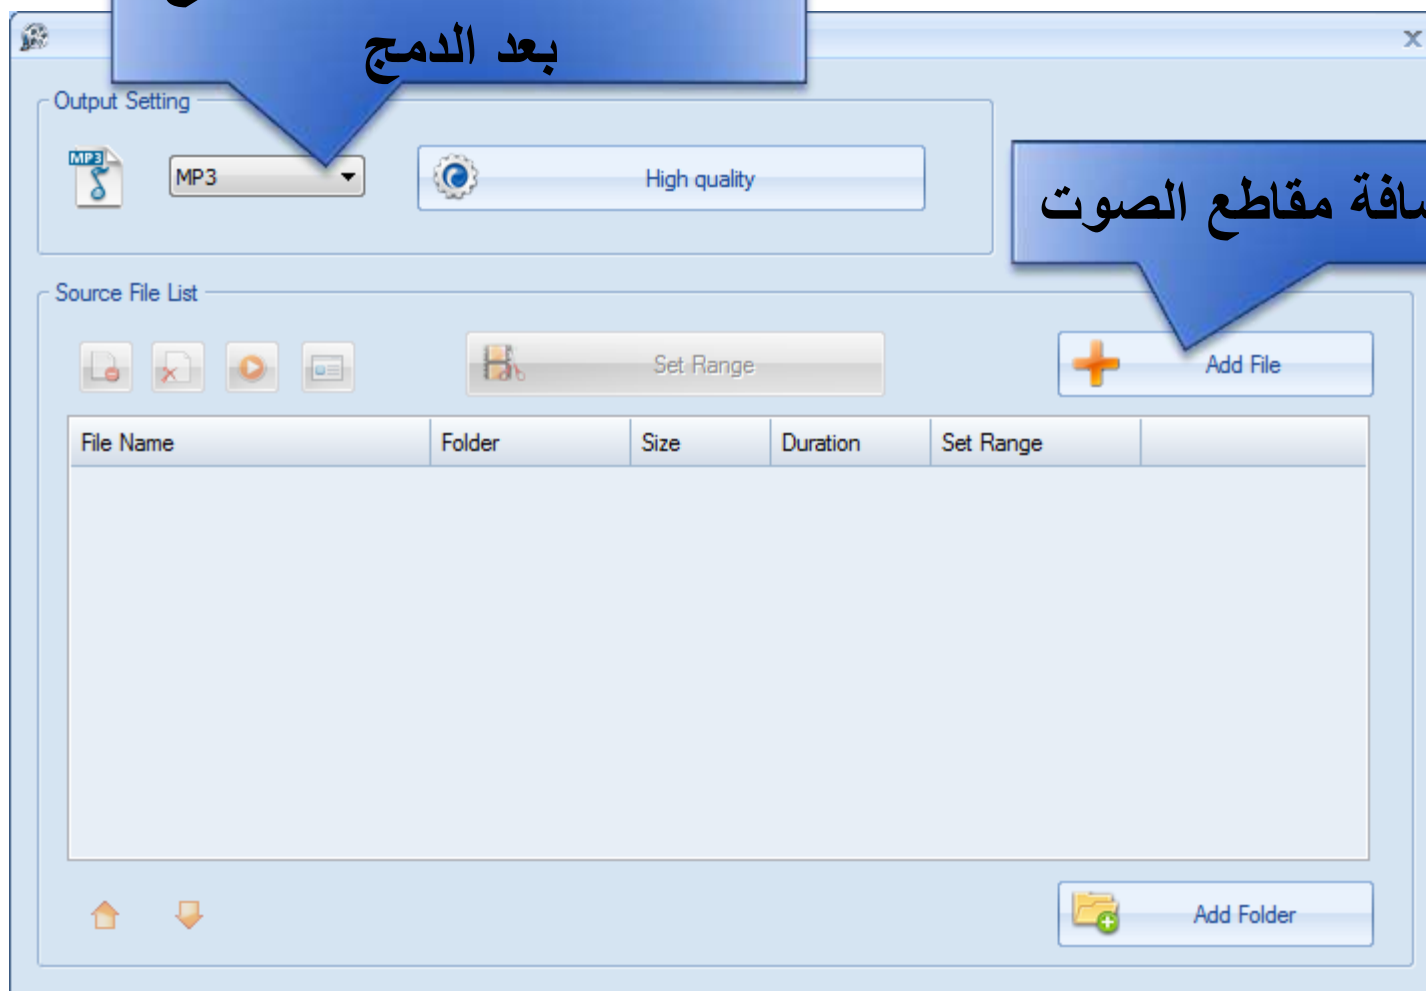 بعد الدمج
Output Setting
MP3
MP3
High quality
مقاطع الصوت
Source File List
Set Range
Add File
File Name
Folder
Size
Duration
Set Range
Add Folder